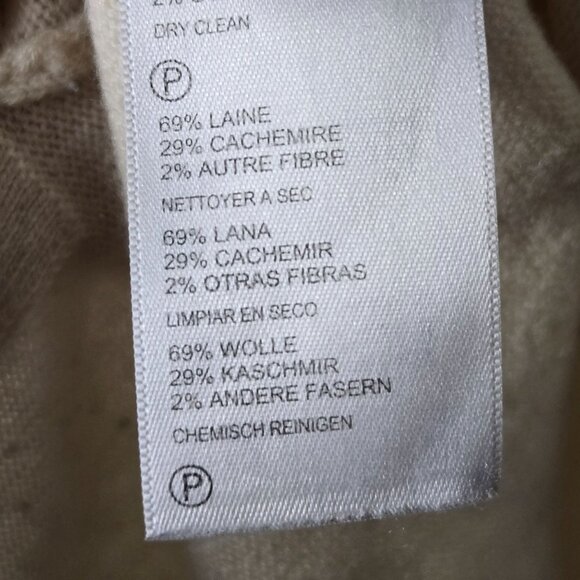 DRY CLEAN
P
69% LAINE
29% CACHEMIRE
2% AUTRE FIBRE
NETTOYER A SEC
69% LANA
29% CACHEMIR
2% OTRAS FIBRAS
LIMPIAR EN SECO
69% WOLLE
29% KASCHMIR
2% ANDERE FASERN
CHEMISCH REINIGEN
P